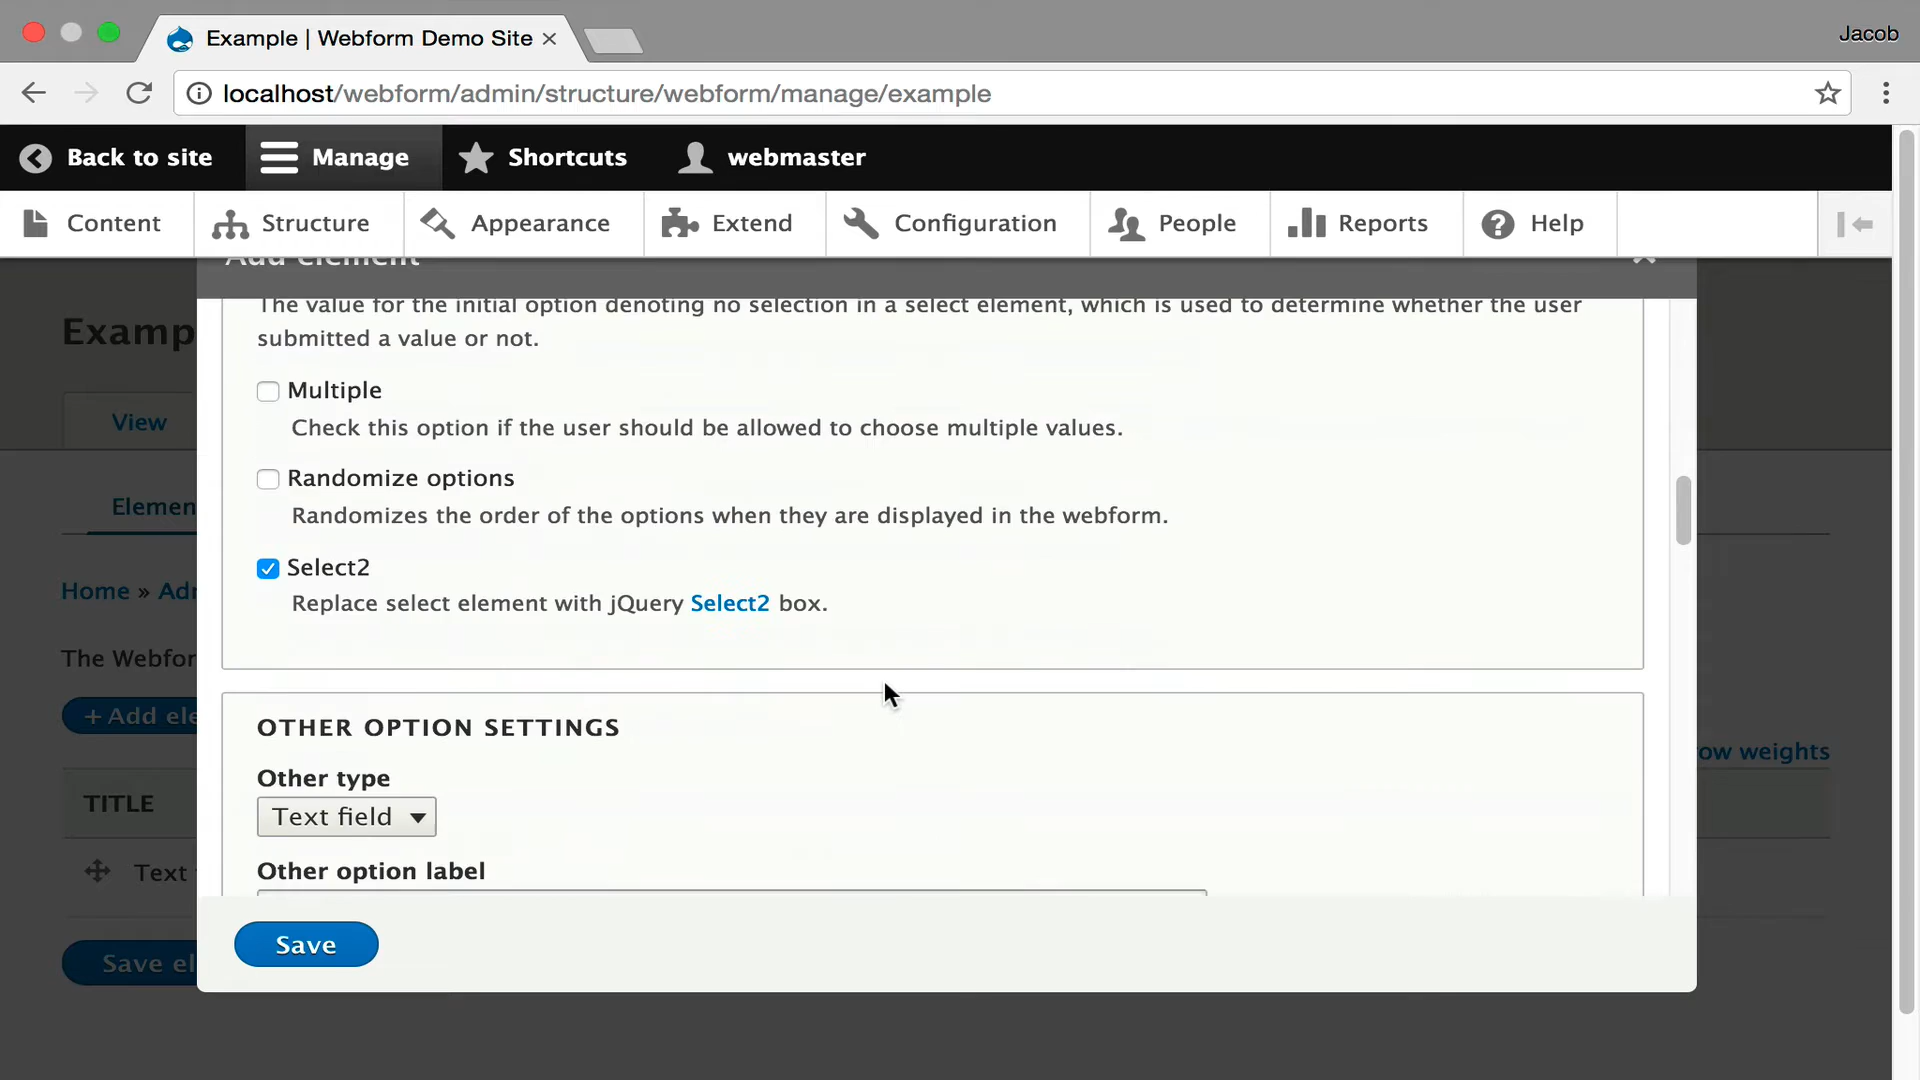 Example | Webform Demo Site
Jacob
localhost/webform/admin/structure/webform/manage/example
Back to site
Manage
Shortcuts
webmaster
Content
Structure
Appearance
Extend
Configuration
People
Reports
Help
Add element
The value for the initial option denoting no selection in a select element, which is used to determine whether the user
submitted a value or not.
Examp
Multiple
View
Check this option if the user should be allowed to choose multiple values.
Randomize options
Elemen
Randomizes the order of the options when they are displayed in the webform.
Select2
Home » Adr
Replace select element with jQuery Select2 box.
The Webfor
+ Add ele
OTHER OPTION SETTINGS
row weights
Other type
TITLE
Text field
Text
Other option label
Save
Save el